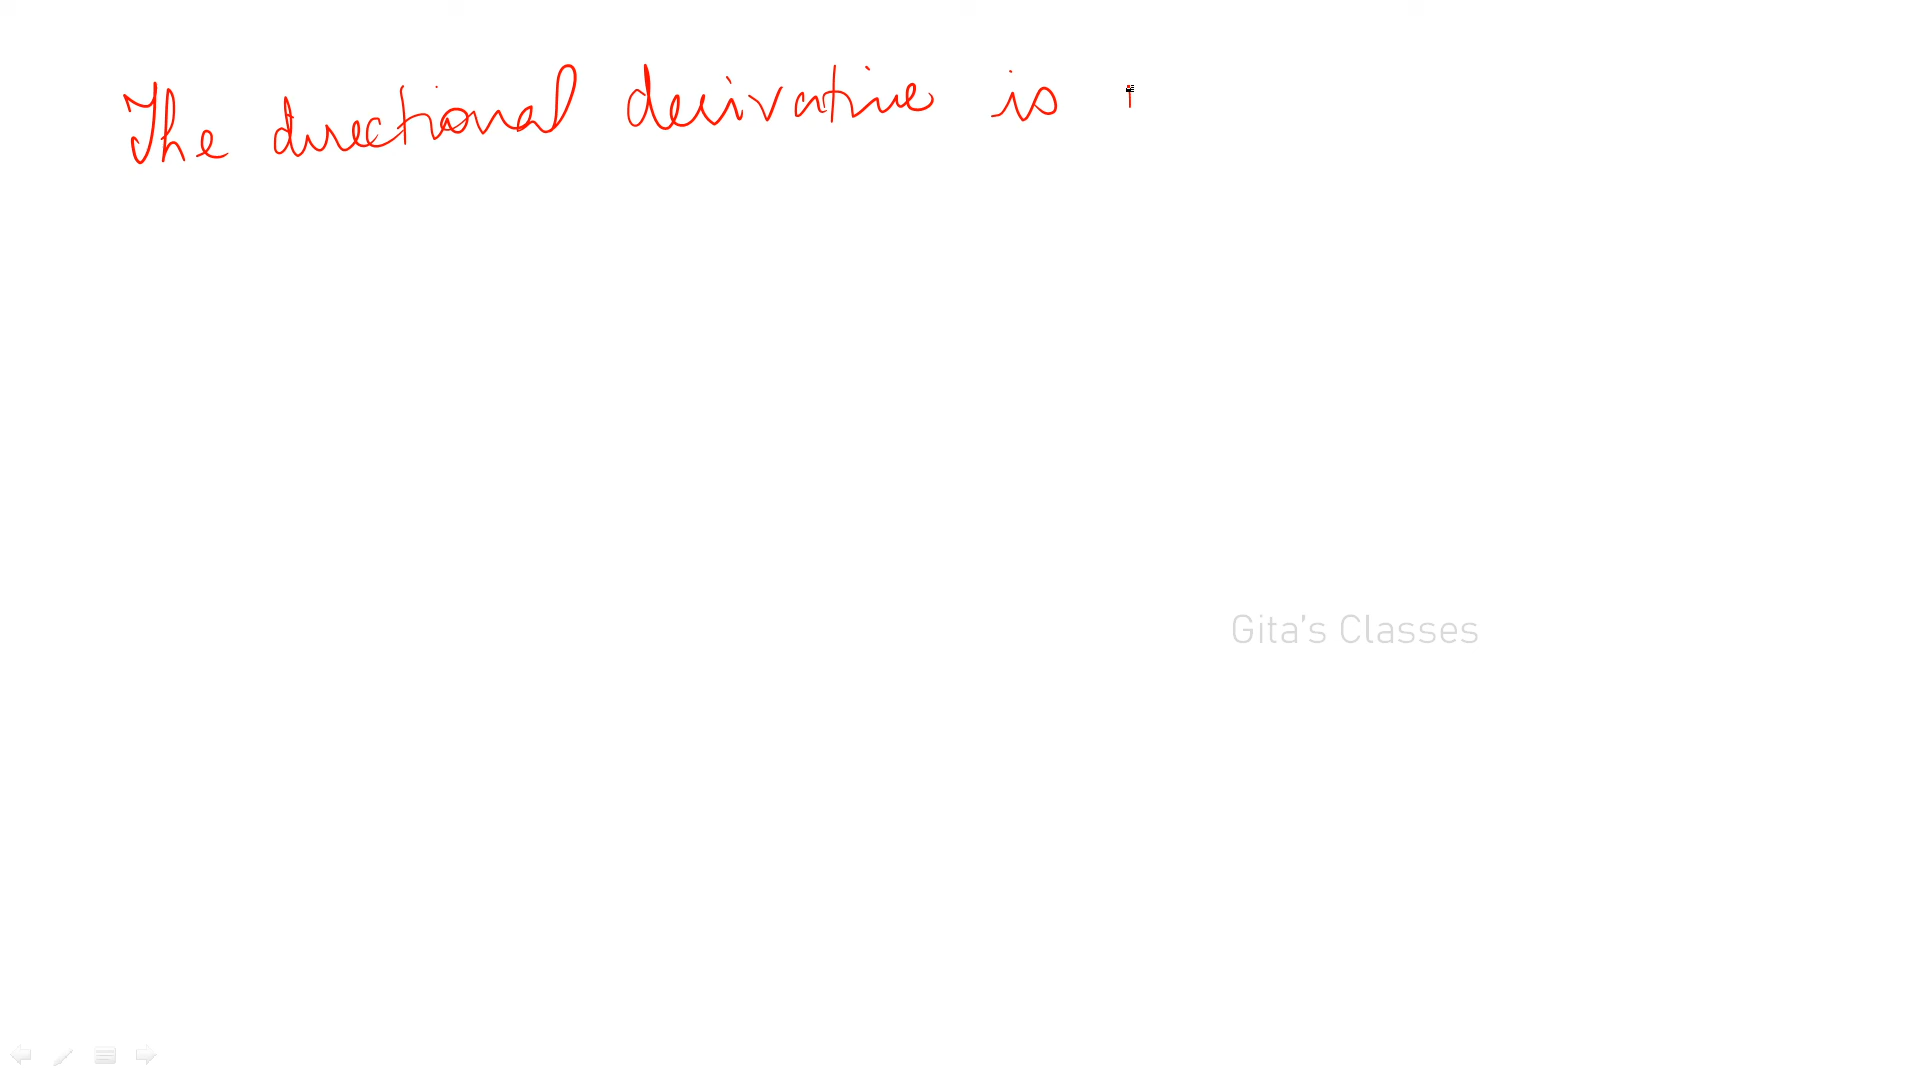 The directional derivative is
Gita's Classes